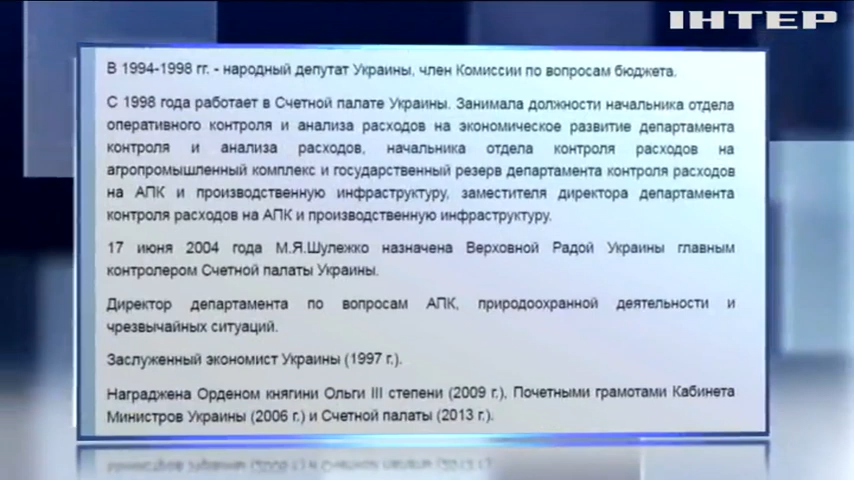 ІНТЕР
В 1994-1998 гг. - народный депутат Украины, член Комиссии по вопросам бюджета.
С 1998 года работает в Счетной палате Украины. Занимала должности начальника отдела
оперативного контроля и анализа расходов на экономическое развитие департамента
контроля и анализа расходов, начальника отдела контроля расходов на
агропромышленный комплекс и государственный резерв департамента контроля расходов
на АПК и производственную инфраструктуру, заместителя директора департамента
контроля расходов на АПК и производственную инфраструктуру.
17 июня 2004 года М.Я.Шулежко назначена Верховной Радой Украины главным
контролером Счетной палаты Украины.
Директор департамента по вопросам АПК, природоохранной деятельности и
чрезвычайных ситуаций.
Заслуженный экономист Украины (1997 г.).
Награждена Орденом княгини Ольги III степени (2009 г.), Почетными грамотами Кабинета
Министров Украины (2006 г.) и Счетной палаты (2013 г.).